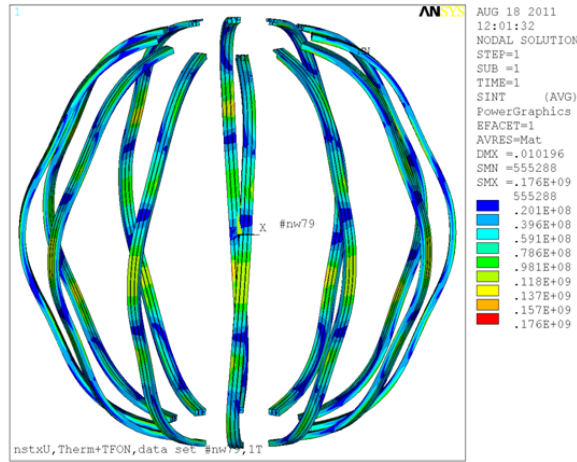 1
ANSYS
AUG 18 2011
12:01:32
NODAL SOLUTION
STEP=1
SUB =1
TIME=1
SINT (AVG)
PowerGraphics
EFACET=1
AVRES=Mat
DMX =.010196
SMN =555288
SMX =.176E+09
555288
.201E+08
.396E+08
.591E+08
.786E+08
.981E+08
.118E+09
.137E+09
.157E+09
.176E+09
X #nw79
nstxU,Therm+TFON,data set #nw79,1T